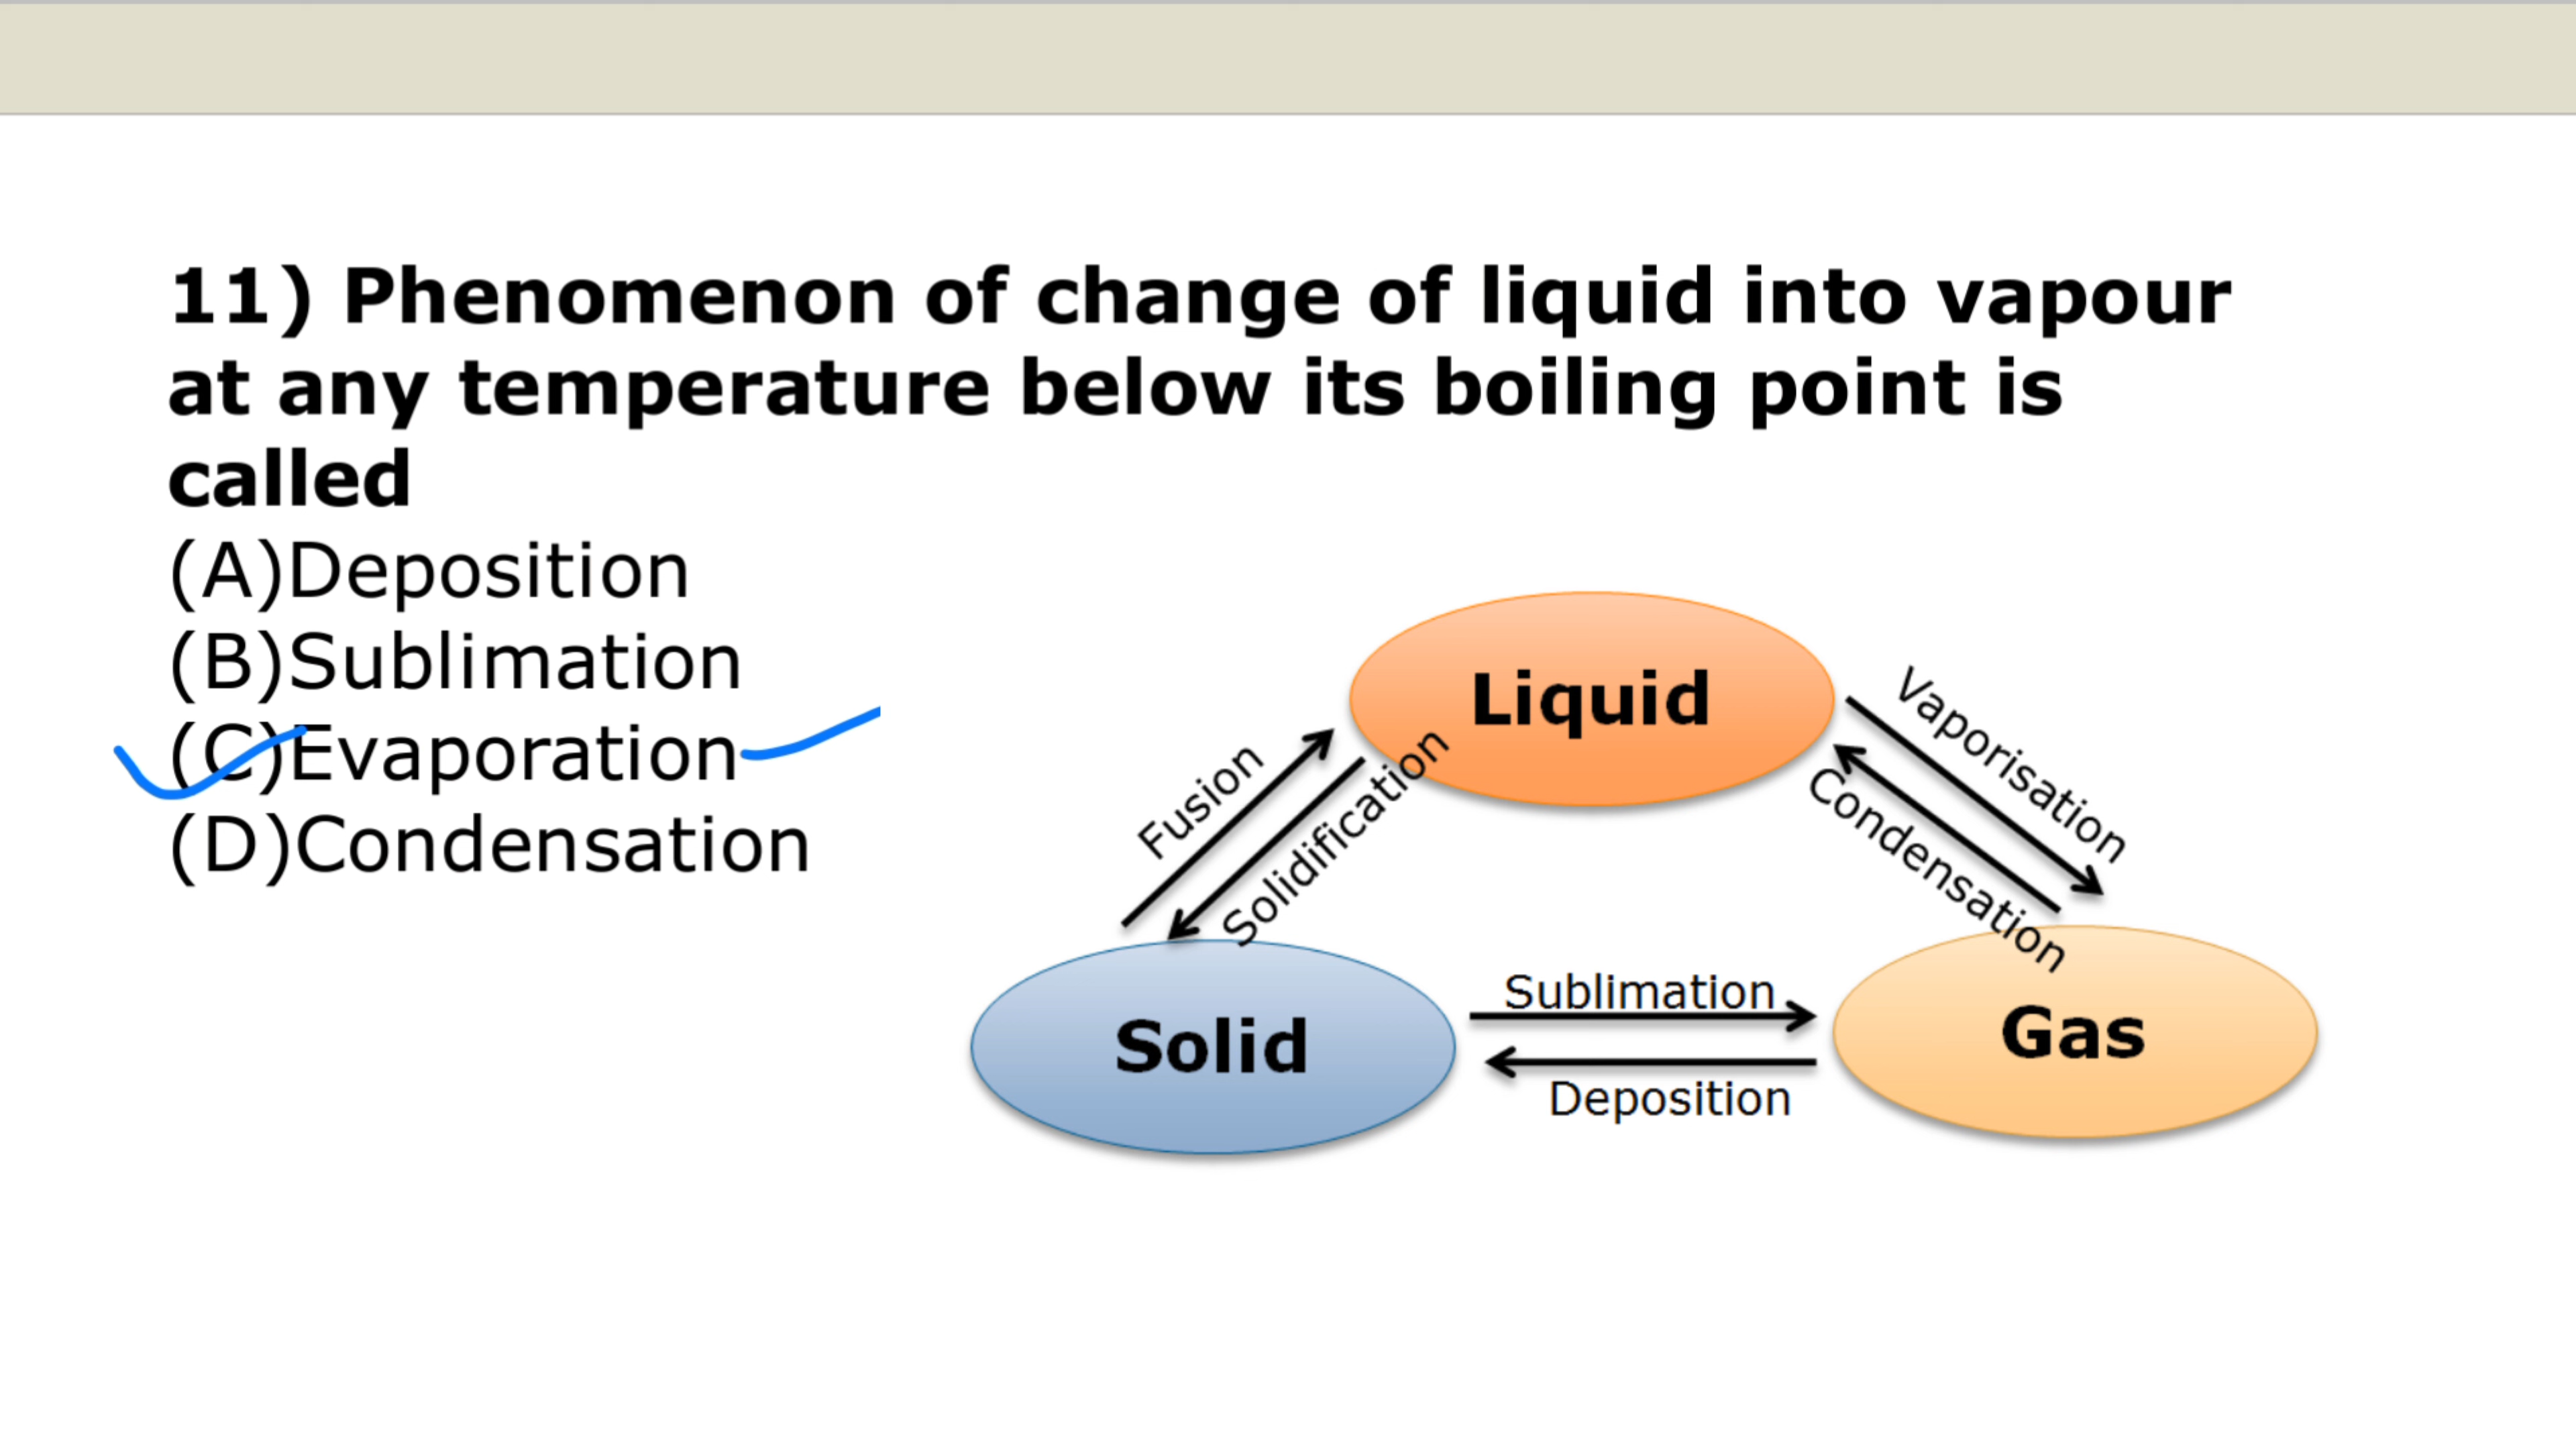 11) Phenomenon of change of liquid into vapour
at any temperature below its boiling point is
called
(A)Deposition
(B)Sublimation
(C)Evaporation
(D)Condensation
Liquid
Vaporisation
Condensation
Fusion
Solidification
Solid
Sublimation
Deposition
Gas